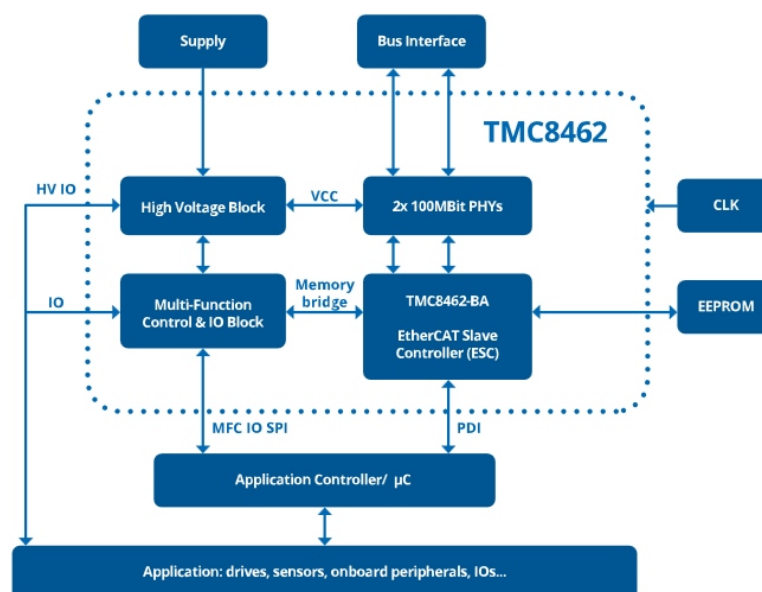 Supply
Bus Interface
TMC8462
HV IO
High Voltage Block
VCC
2x 100MBit PHYs
CLK
IO
Multi-Function
Control & IO Block
Memory
bridge
TMC8462-BA
EtherCAT Slave
Controller (ESC)
EEPROM
MFC IO SPI
PDI
Application Controller/ µC
Application: drives, sensors, onboard peripherals, IOs...